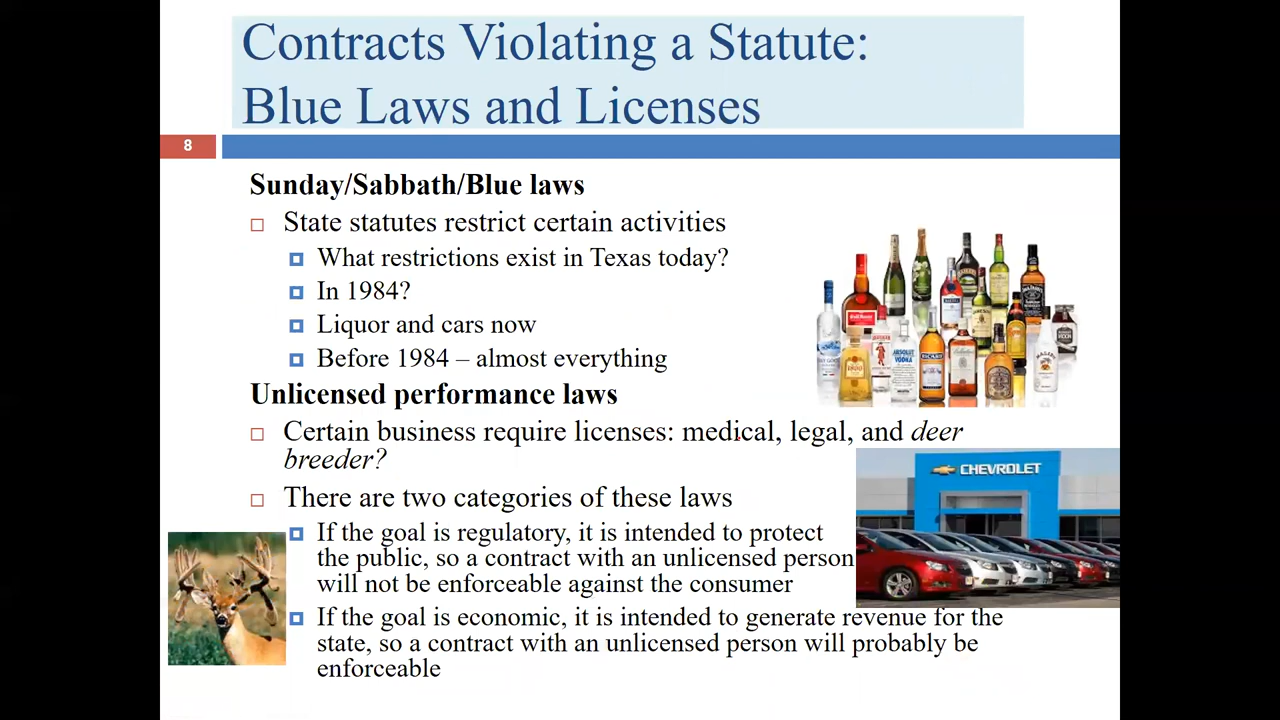 Contracts Violating a Statute:
Blue Laws and Licenses
8
Sunday/Sabbath/Blue laws
State statutes restrict certain activities
What restrictions exist in Texas today?
In 1984?
Liquor and cars now
Before 1984 – almost everything
Unlicensed performance laws
Certain business require licenses: medical, legal, and deer
breeder?
There are two categories of these laws
If the goal is regulatory, it is intended to protect
the public, so a contract with an unlicensed person
will not be enforceable against the consumer
If the goal is economic, it is intended to generate revenue for the
state, so a contract with an unlicensed person will probably be
enforceable
CHEVROLET
ABSOLUT
VODKA
RICARD